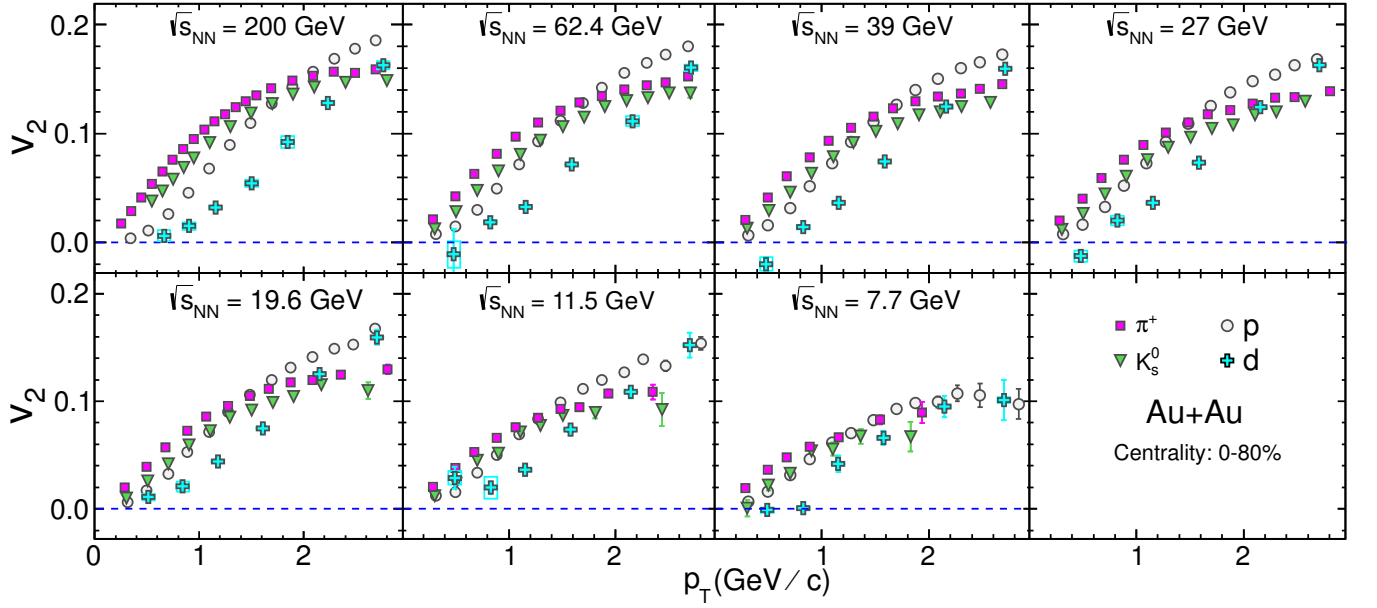 √sNN = 200 GeV
√sNN = 62.4 GeV
√sNN = 39 GeV
√sNN = 27 GeV
0.2
0.1
0.0
v2
√sNN = 19.6 GeV
√sNN = 11.5 GeV
√sNN = 7.7 GeV
0.2
0.1
0.0
v2
π+
p
K0s
d
Au+Au
Centrality: 0-80%
0 1 2 1 2 1 2 1 2
pT(GeV / c)